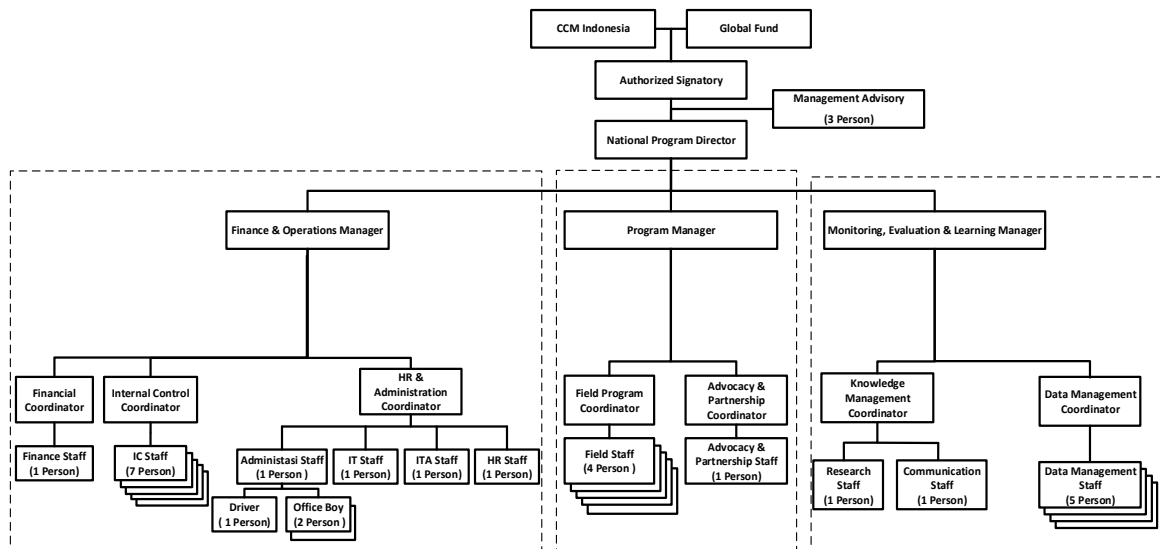 CCM Indonesia
Global Fund
Authorized Signatory
Management Advisory
(3 Person)
National Program Director
Finance & Operations Manager
Program Manager
Monitoring, Evaluation & Learning Manager
Financial
Coordinator
Internal Control
Coordinator
HR &
Administration
Coordinator
Field Program
Coordinator
Advocacy &
Partnership
Coordinator
Knowledge
Management
Coordinator
Data Management
Coordinator
Finance Staff
(1 Person)
IC Staff
(7 Person)
Administasi Staff
(1 Person)
IT Staff
(1 Person)
ITA Staff
(1 Person)
HR Staff
(1 Person)
Field Staff
(4 Person )
Advocacy &
Partnership Staff
(1 Person)
Research
Staff
(1 Person)
Communication
Staff
(1 Person)
Data Management
Staff
(5 Person)
Driver
( 1 Person)
Office Boy
(2 Person )